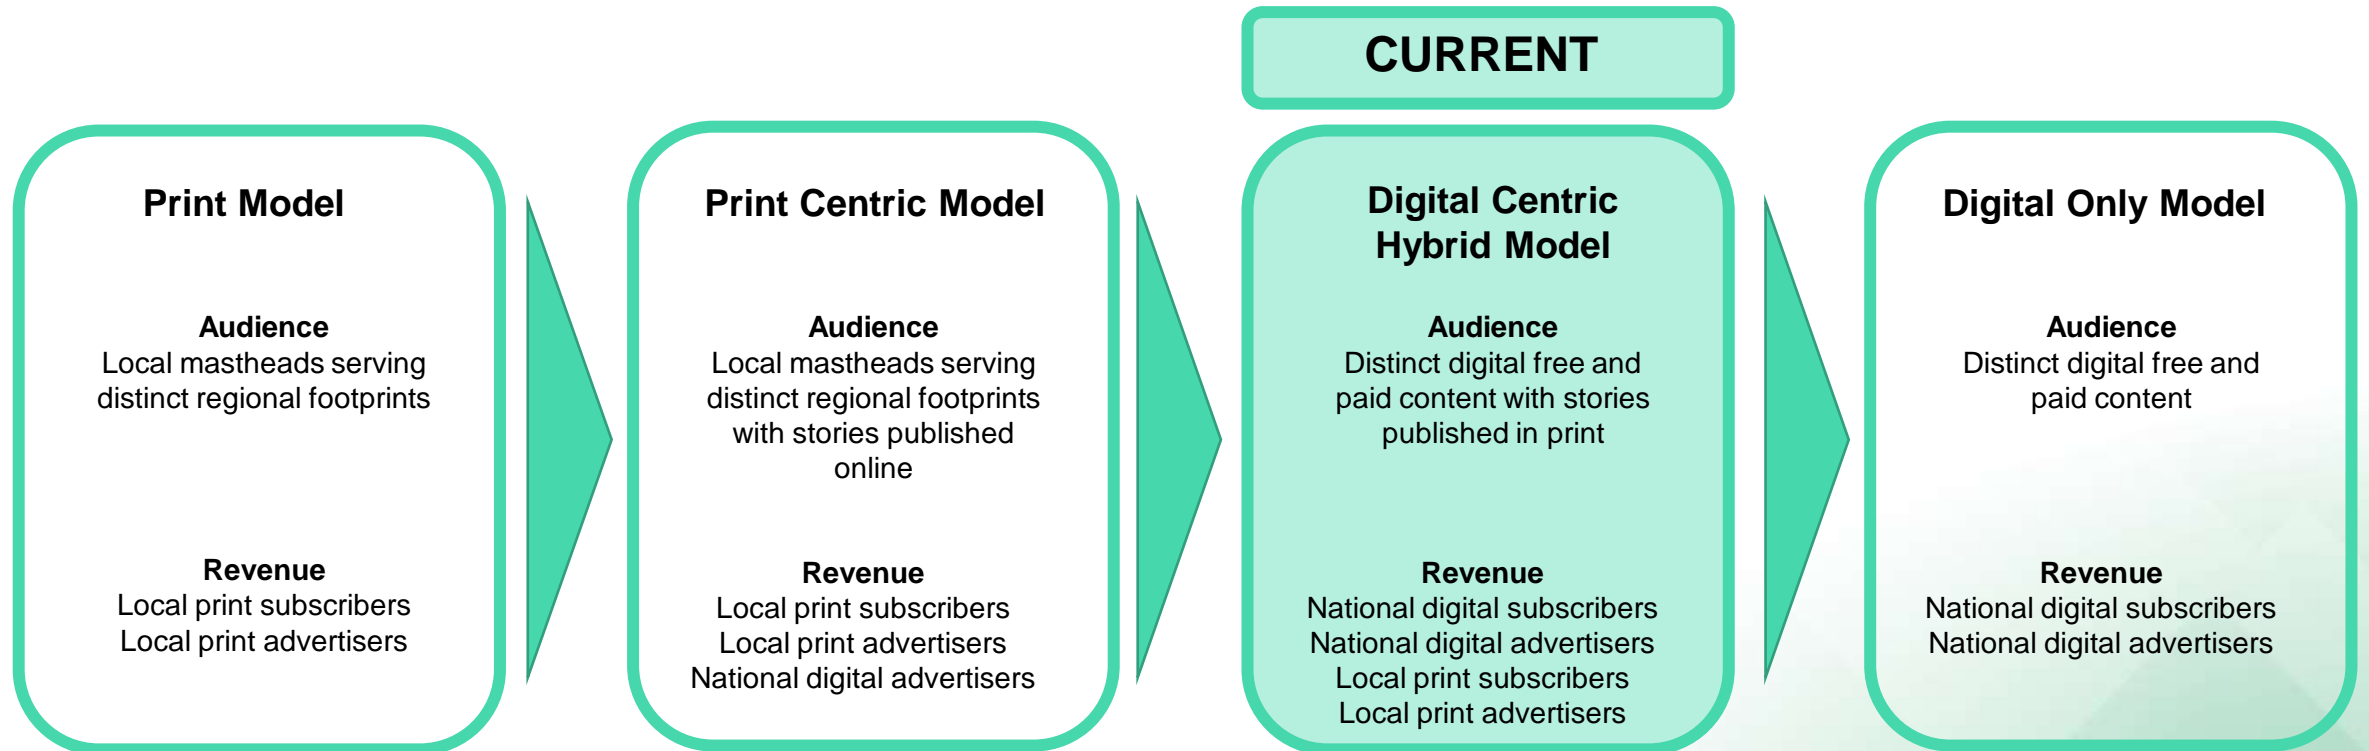 CURRENT
Print Model
Audience
Local mastheads serving
distinct regional footprints
Revenue
Local print subscribers
Local print advertisers
Print Centric Model
Audience
Local mastheads serving
distinct regional footprints
with stories published
online
Revenue
Local print subscribers
Local print advertisers
National digital advertisers
Digital Centric
Hybrid Model
Audience
Distinct digital free and
paid content with stories
published in print
Revenue
National digital subscribers
National digital advertisers
Local print subscribers
Local print advertisers
Digital Only Model
Audience
Distinct digital free and
paid content
Revenue
National digital subscribers
National digital advertisers